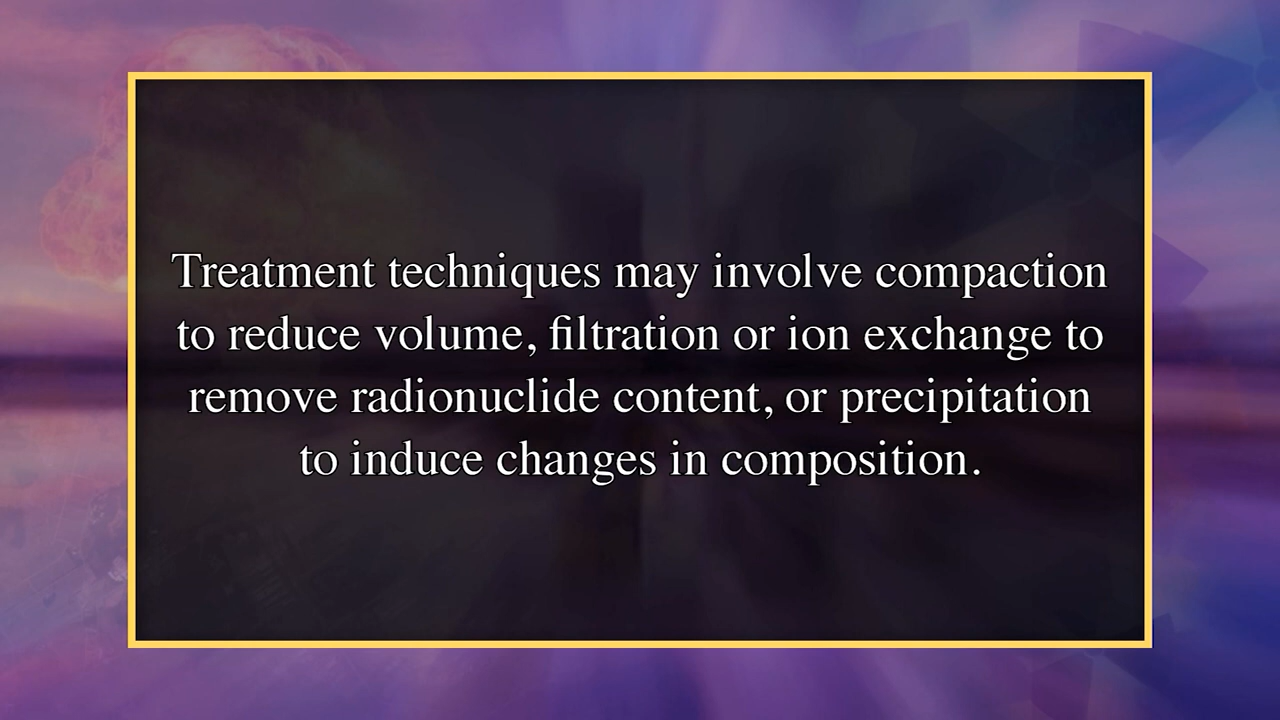 Treatment techniques may involve compaction
to reduce volume, filtration or ion exchange to
remove radionuclide content, or precipitation
to induce changes in composition.